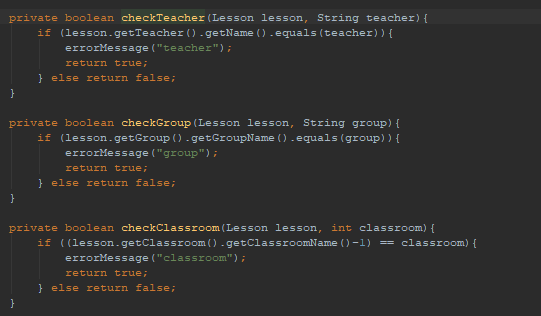 private boolean checkTeacher(Lesson lesson, String teacher){
    if (lesson.getTeacher().getName().equals(teacher)){
        errorMessage("teacher");
        return true;
    } else return false;
}

private boolean checkGroup(Lesson lesson, String group){
    if (lesson.getGroup().getGroupName().equals(group)){
        errorMessage("group");
        return true;
    } else return false;
}

private boolean checkClassroom(Lesson lesson, int classroom){
    if ((lesson.getClassroom().getClassroomName()-1) == classroom){
        errorMessage("classroom");
        return true;
    } else return false;
}